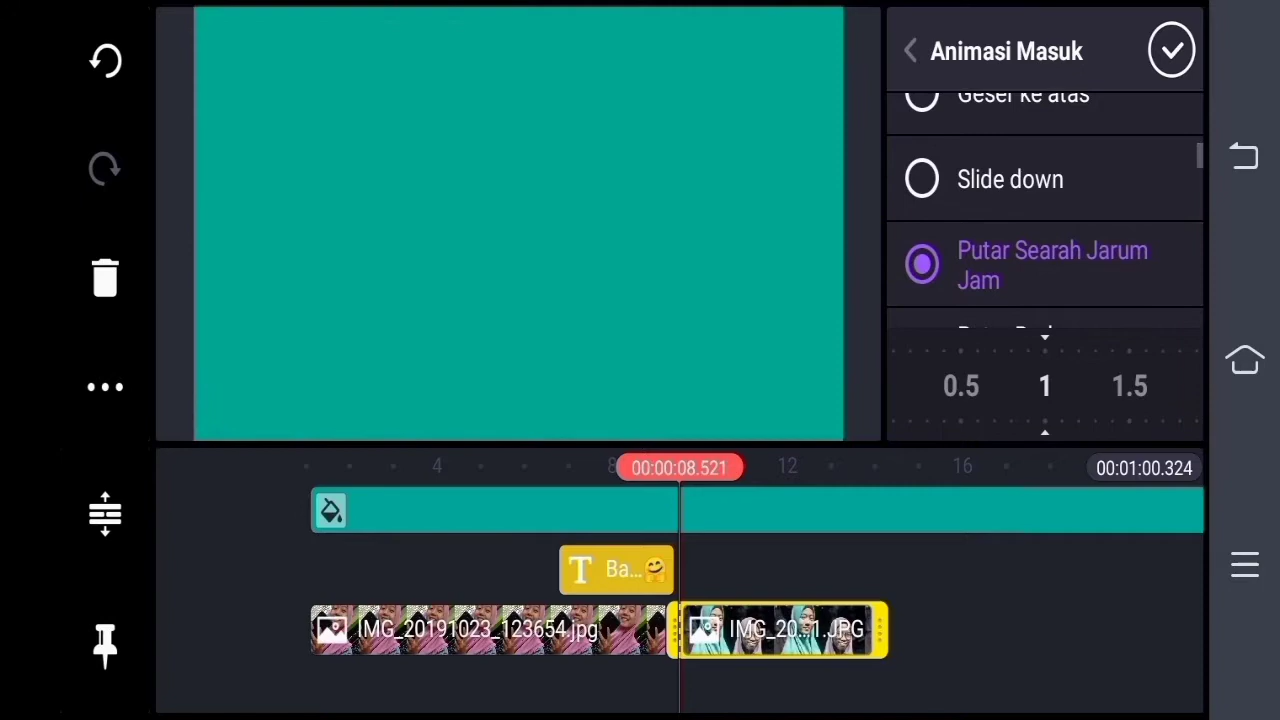 Animasi Masuk
Geser ke atas
Slide down
Putar Searah Jarum
Jam
0.5 1 1.5
4 8 00:00:08.521 12 16 00:01:00.324
T Ba...🤗
IMG_20191023_123654.jpg IMG_20...1.JPG